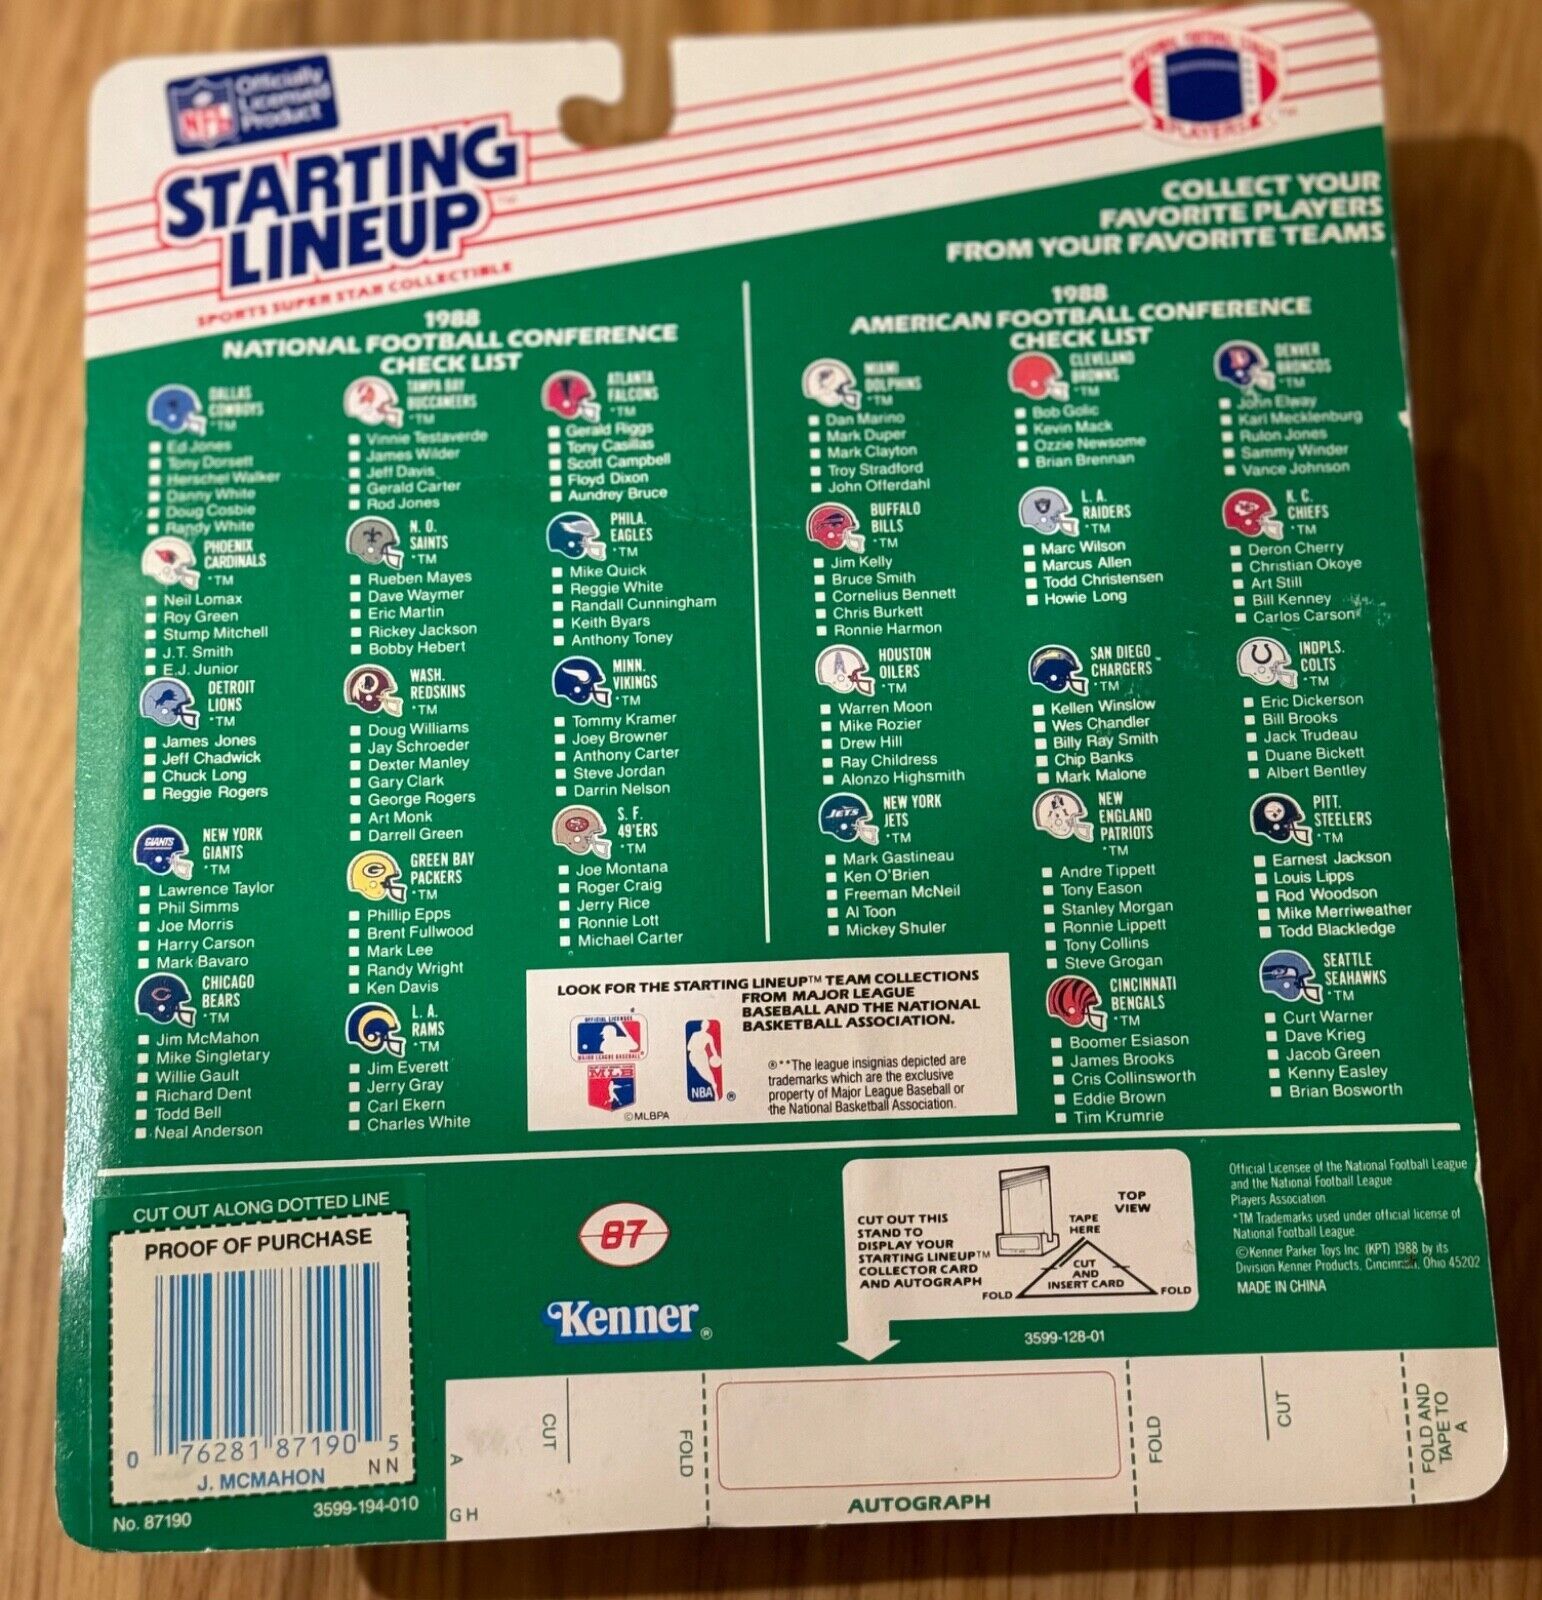 NFL
Officially
Licensed
Product
STARTING
LINEUP ™
SPORTS SUPER STAR COLLECTIBLE
PLAYERS ™
COLLECT YOUR
FAVORITE PLAYERS
FROM YOUR FAVORITE TEAMS
1988
NATIONAL FOOTBALL CONFERENCE
CHECK LIST
DALLAS
COWBOYS
*TM
Ed Jones
Tony Dorsett
Herschel Walker
Danny White
Doug Cosbie
Randy White
PHOENIX
CARDINALS
*TM
Neil Lomax
Roy Green
Stump Mitchell
J.T. Smith
E.J. Junior
DETROIT
LIONS
*TM
James Jones
Jeff Chadwick
Chuck Long
Reggie Rogers
GIANTS
NEW YORK
GIANTS
*TM
Lawrence Taylor
Phil Simms
Joe Morris
Harry Carson
Mark Bavaro
CHICAGO
BEARS
*TM
Jim McMahon
Mike Singletary
Willie Gault
Richard Dent
Todd Bell
Neal Anderson
TAMPA BAY
BUCCANEERS
*TM
Vinnie Testaverde
James Wilder
Jeff Davis
Gerald Carter
Rod Jones
N. O.
SAINTS
*TM
Rueben Mayes
Dave Waymer
Eric Martin
Rickey Jackson
Bobby Hebert
WASH.
REDSKINS
*TM
Doug Williams
Jay Schroeder
Dexter Manley
Gary Clark
George Rogers
Art Monk
Darrell Green
GREEN BAY
PACKERS
*TM
Phillip Epps
Brent Fullwood
Mark Lee
Randy Wright
Ken Davis
L. A.
RAMS
*TM
Jim Everett
Jerry Gray
Carl Ekern
Charles White
ATLANTA
FALCONS
*TM
Gerald Riggs
Tony Casillas
Scott Campbell
Floyd Dixon
Aundrey Bruce
PHILA.
EAGLES
*TM
Mike Quick
Reggie White
Randall Cunningham
Keith Byars
Anthony Toney
MINN.
VIKINGS
*TM
Tommy Kramer
Joey Browner
Anthony Carter
Steve Jordan
Darrin Nelson
S. F.
49'ERS
*TM
Joe Montana
Roger Craig
Jerry Rice
Ronnie Lott
Michael Carter
1988
AMERICAN FOOTBALL CONFERENCE
CHECK LIST
MIAMI
DOLPHINS
*TM
Dan Marino
Mark Duper
Mark Clayton
Troy Stradford
John Offerdahl
BUFFALO
BILLS
*TM
Jim Kelly
Bruce Smith
Cornelius Bennett
Chris Burkett
Ronnie Harmon
HOUSTON
OILERS
*TM
Warren Moon
Mike Rozier
Drew Hill
Ray Childress
Alonzo Highsmith
JETS
NEW YORK
JETS
*TM
Mark Gastineau
Ken O'Brien
Freeman McNeil
Al Toon
Mickey Shuler
CLEVELAND
BROWNS
*TM
Bob Golic
Kevin Mack
Ozzie Newsome
Brian Brennan
L. A.
RAIDERS
*TM
Marc Wilson
Marcus Allen
Todd Christensen
Howie Long
SAN DIEGO
CHARGERS™
*TM
Kellen Winslow
Wes Chandler
Billy Ray Smith
Chip Banks
Mark Malone
NEW
ENGLAND
PATRIOTS
*TM
Andre Tippett
Tony Eason
Stanley Morgan
Ronnie Lippett
Tony Collins
Steve Grogan
CINCINNATI
BENGALS
*TM
Boomer Esiason
James Brooks
Cris Collinsworth
Eddie Brown
Tim Krumrie
DENVER
BRONCOS
*TM
John Elway
Karl Mecklenburg
Rulon Jones
Sammy Winder
Vance Johnson
K. C.
CHIEFS
*TM
Deron Cherry
Christian Okoye
Art Still
Bill Kenney
Carlos Carson
INDPLS.
COLTS
*TM
Eric Dickerson
Bill Brooks
Jack Trudeau
Duane Bickett
Albert Bentley
PITT.
STEELERS
*TM
Earnest Jackson
Louis Lipps
Rod Woodson
Mike Merriweather
Todd Blackledge
SEATTLE
SEAHAWKS
*TM
Curt Warner
Dave Krieg
Jacob Green
Kenny Easley
Brian Bosworth
LOOK FOR THE STARTING LINEUP™ TEAM COLLECTIONS
FROM MAJOR LEAGUE
BASEBALL AND THE NATIONAL
BASKETBALL ASSOCIATION.
OFFICIAL LICENSEE
MAJOR LEAGUE BASEBALL
MLB
©MLBPA
NBA ®
®**The league insignias depicted are
trademarks which are the exclusive
property of Major League Baseball or
the National Basketball Association.
CUT OUT ALONG DOTTED LINE
PROOF OF PURCHASE
0 76281 87190 5
J. MCMAHON
NN
No. 87190
3599-194-010
87
Kenner ®
CUT OUT THIS
STAND TO
DISPLAY YOUR
STARTING LINEUP™
COLLECTOR CARD
AND AUTOGRAPH
TOP
VIEW
TAPE
HERE
CUT
AND
INSERT CARD
FOLD
FOLD
3599-128-01
Official Licensee of the National Football League
and the National Football League
Players Association
*TM Trademarks used under official license of
National Football League
©Kenner Parker Toys Inc. (KPT) 1988 by its
Division Kenner Products, Ohio 45202
MADE IN CHINA
A
GH
CUT
FOLD
AUTOGRAPH
FOLD
CUT
FOLD AND
TAPE TO
A